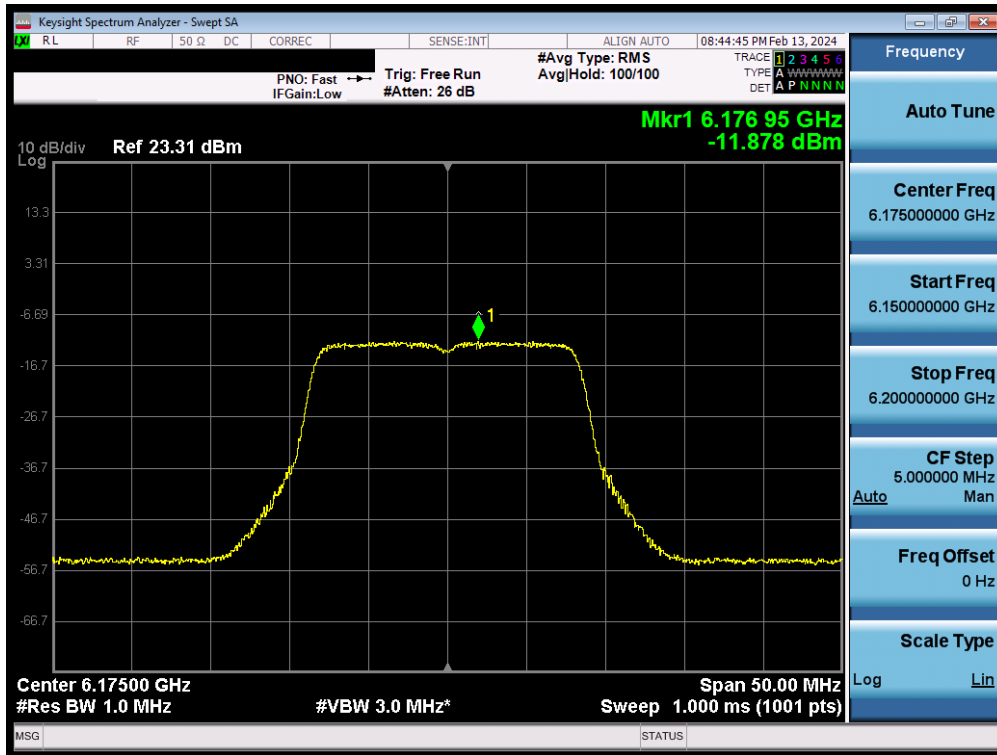 Keysight Spectrum Analyzer - Swept SA
LXI RL RF 50 Ω DC CORREC SENSE:INT ALIGN AUTO 08:44:45 PM Feb 13, 2024
PNO: Fast
IFGain:Low
Trig: Free Run
#Atten: 26 dB
#Avg Type: RMS
Avg|Hold: 100/100
TRACE 1 2 3 4 5 6
TYPE A WWWWW
DET A P N N N N
Mkr1 6.176 95 GHz
-11.878 dBm
10 dB/div Ref 23.31 dBm
Log
13.3
3.31
-6.69
-16.7
-26.7
-36.7
-46.7
-56.7
-66.7
1
Center 6.17500 GHz Span 50.00 MHz
#Res BW 1.0 MHz #VBW 3.0 MHz* Sweep 1.000 ms (1001 pts)
MSG STATUS
Frequency
Auto Tune
Center Freq
6.175000000 GHz
Start Freq
6.150000000 GHz
Stop Freq
6.200000000 GHz
CF Step
5.000000 MHz
Auto Man
Freq Offset
0 Hz
Scale Type
Log Lin